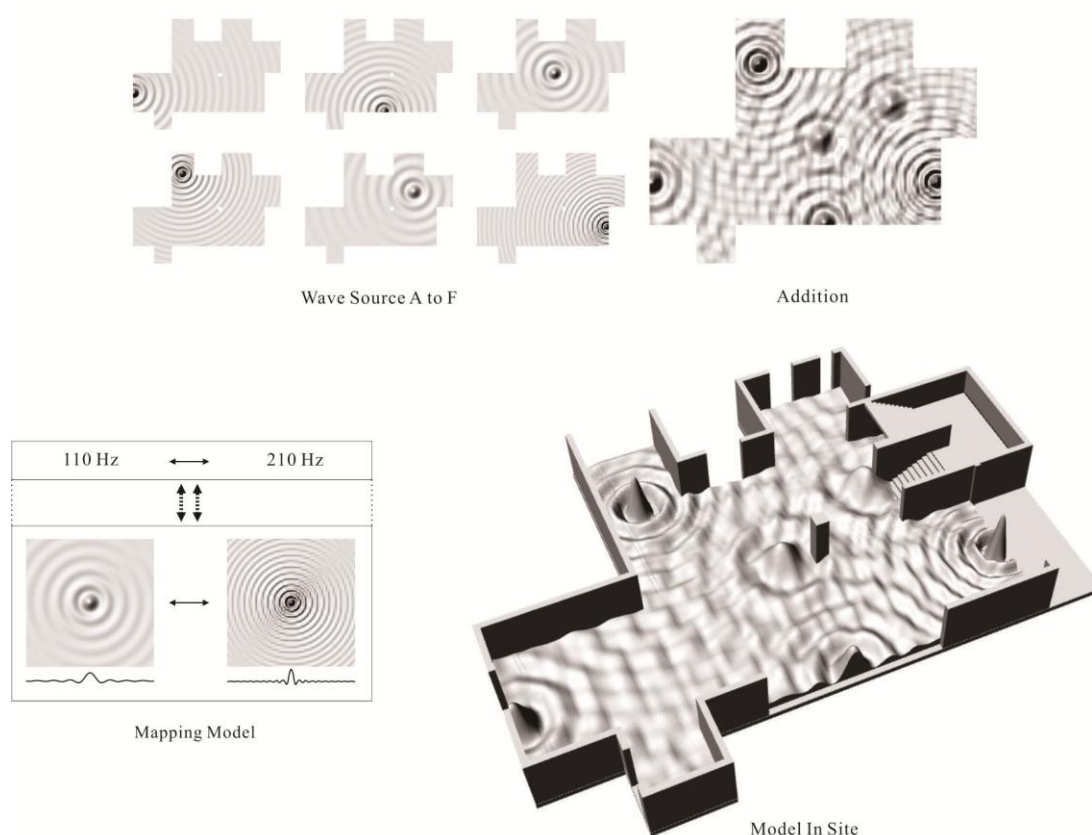 Wave Source A to F
Addition
110 Hz
210 Hz
Mapping Model
Model In Site